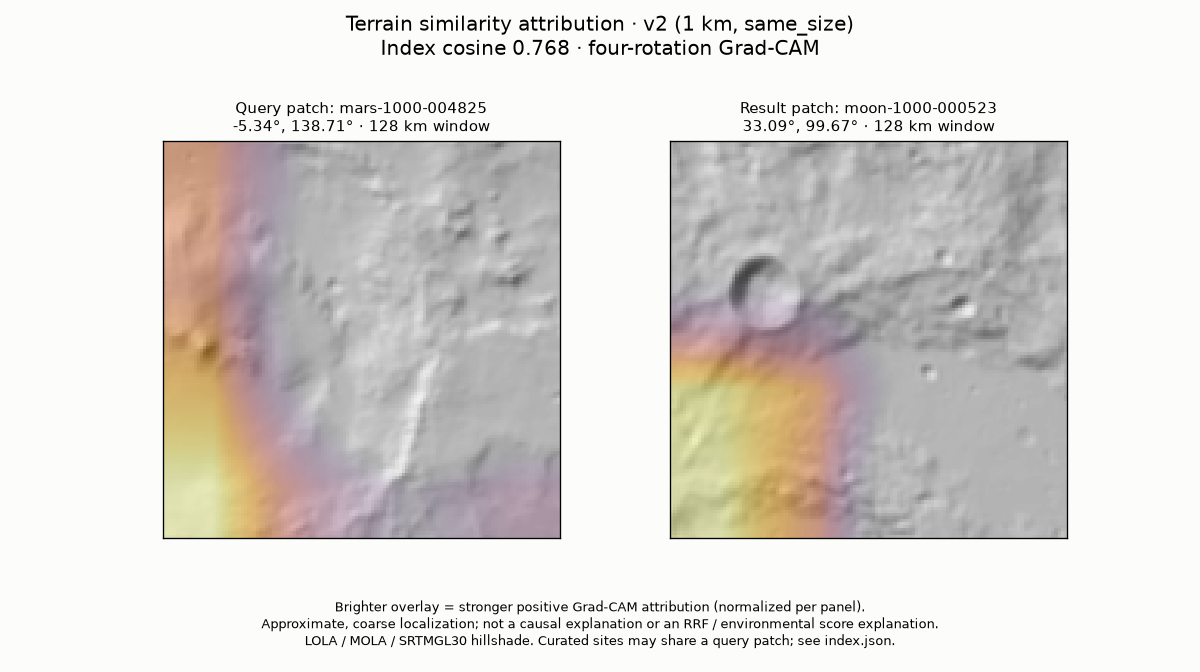 Terrain similarity attribution · v2 (1 km, same_size)
Index cosine 0.768 · four-rotation Grad-CAM
Query patch: mars-1000-004825
-5.34°, 138.71° · 128 km window
Result patch: moon-1000-000523
33.09°, 99.67° · 128 km window
Brighter overlay = stronger positive Grad-CAM attribution (normalized per panel).
Approximate, coarse localization; not a causal explanation or an RRF / environmental score explanation.
LOLA / MOLA / SRTMGL30 hillshade. Curated sites may share a query patch; see index.json.